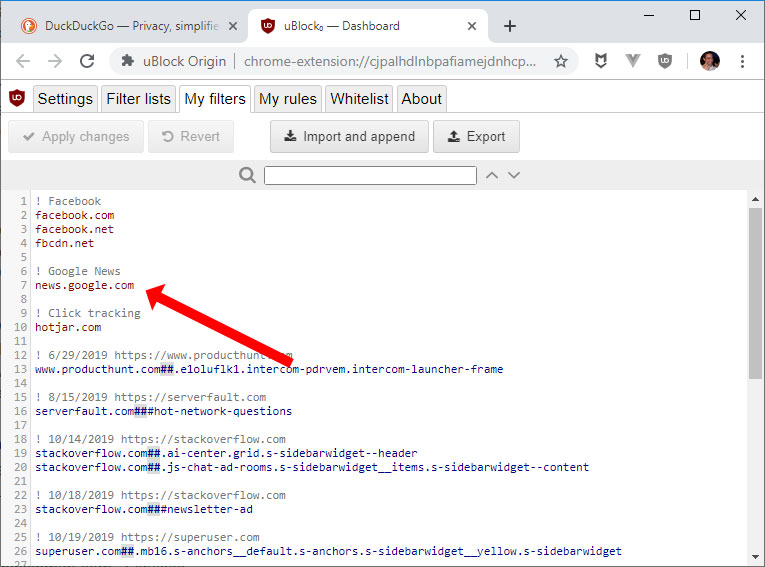 DuckDuckGo — Privacy, simplifie
uBlock₀ — Dashboard
uBlock Origin | chrome-extension://cjpalhdlnbpafiamejdnhcp...
Settings Filter lists My filters My rules Whitelist About
Apply changes Revert Import and append Export
1 ! Facebook
2 facebook.com
3 facebook.net
4 fbcdn.net
5
6 ! Google News
7 news.google.com
8
9 ! Click tracking
10 hotjar.com
11
12 ! 6/29/2019 https://www.producthunt.com
13 www.producthunt.com##.eloluflk1.intercom-pdrvem.intercom-launcher-frame
14
15 ! 8/15/2019 https://serverfault.com
16 serverfault.com###hot-network-questions
17
18 ! 10/14/2019 https://stackoverflow.com
19 stackoverflow.com##.ai-center.grid.s-sidebarwidget--header
20 stackoverflow.com##.js-chat-ad-rooms.s-sidebarwidget__items.s-sidebarwidget--content
21
22 ! 10/18/2019 https://stackoverflow.com
23 stackoverflow.com###newsletter-ad
24
25 ! 10/19/2019 https://superuser.com
26 superuser.com##.mb16.s-anchors__default.s-anchors.s-sidebarwidget__yellow.s-sidebarwidget